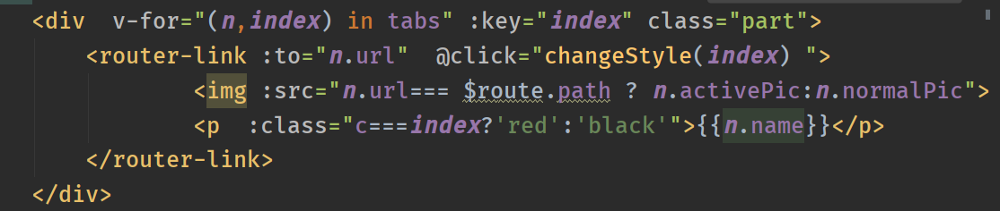 <div  v-for="(n,index) in tabs" :key="index" class="part">
    <router-link :to="n.url"  @click="changeStyle(index) ">
            <img :src="n.url=== $route.path ? n.activePic:n.normalPic">
            <p  :class="c===index?'red':'black'">{{n.name}}</p>
    </router-link>
</div>